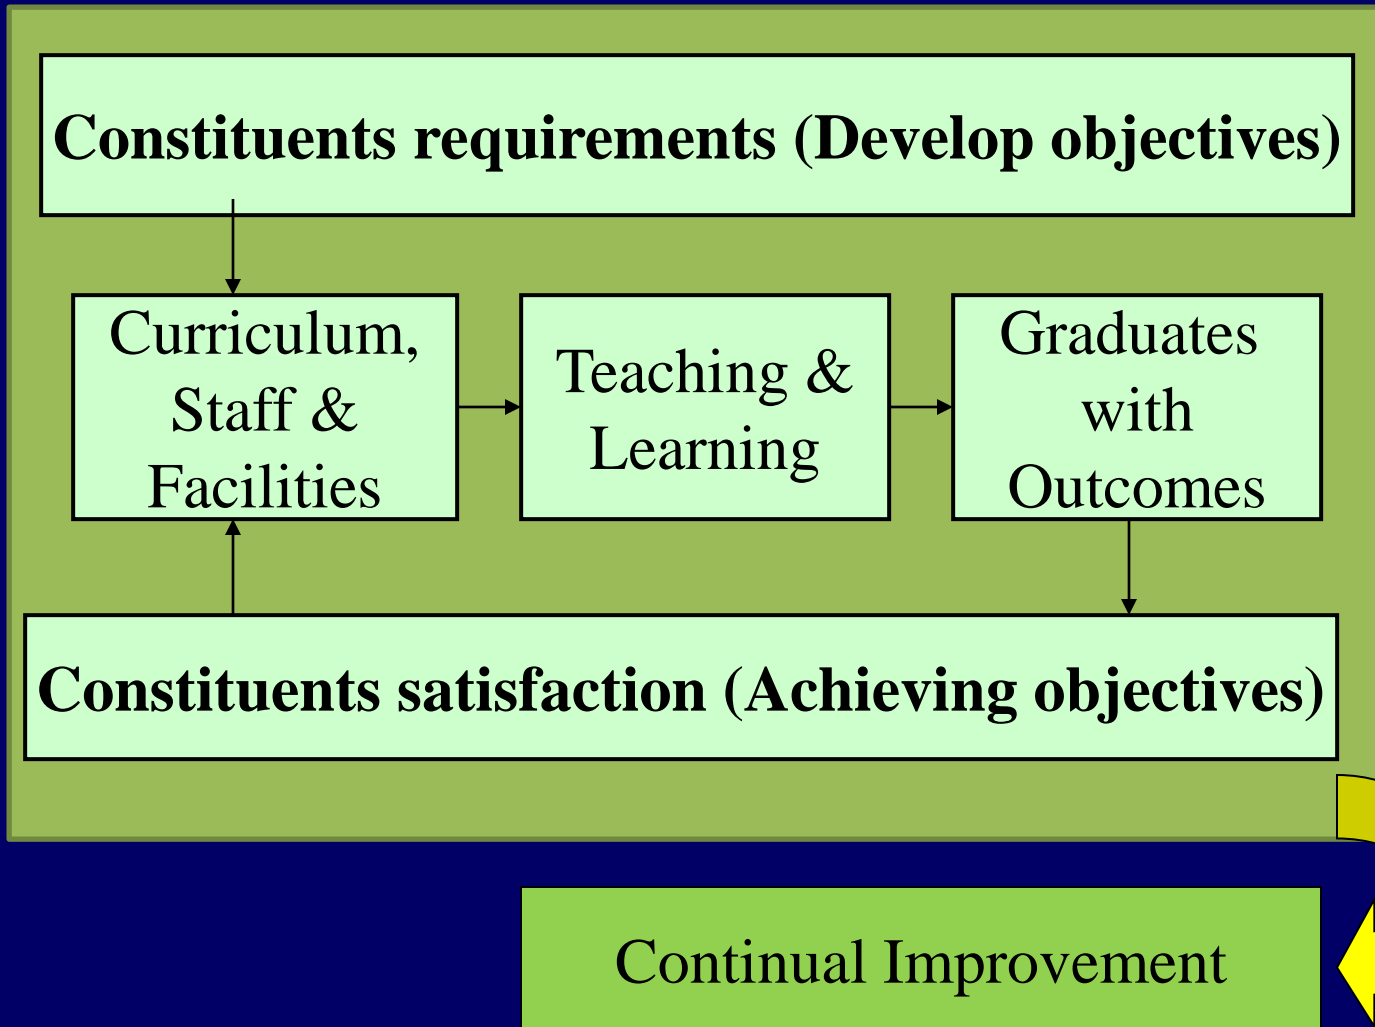 Constituents requirements (Develop objectives)
Curriculum,
Staff &
Facilities
Teaching &
Learning
Graduates
with
Outcomes
Constituents satisfaction (Achieving objectives)
Continual Improvement